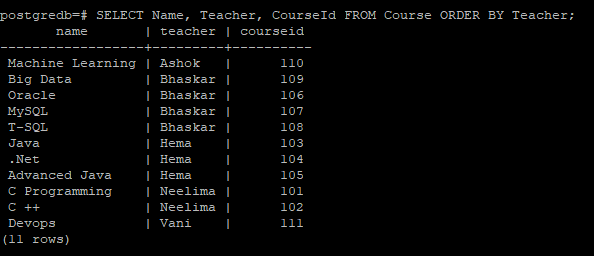 postgredb=# SELECT Name, Teacher, CourseId FROM Course ORDER BY Teacher;
       name       | teacher | courseid
------------------+---------+----------
 Machine Learning | Ashok   |      110
 Big Data         | Bhaskar |      109
 Oracle           | Bhaskar |      106
 MySQL            | Bhaskar |      107
 T-SQL            | Bhaskar |      108
 Java             | Hema    |      103
 .Net             | Hema    |      104
 Advanced Java    | Hema    |      105
 C Programming    | Neelima |      101
 C ++             | Neelima |      102
 Devops           | Vani    |      111
(11 rows)